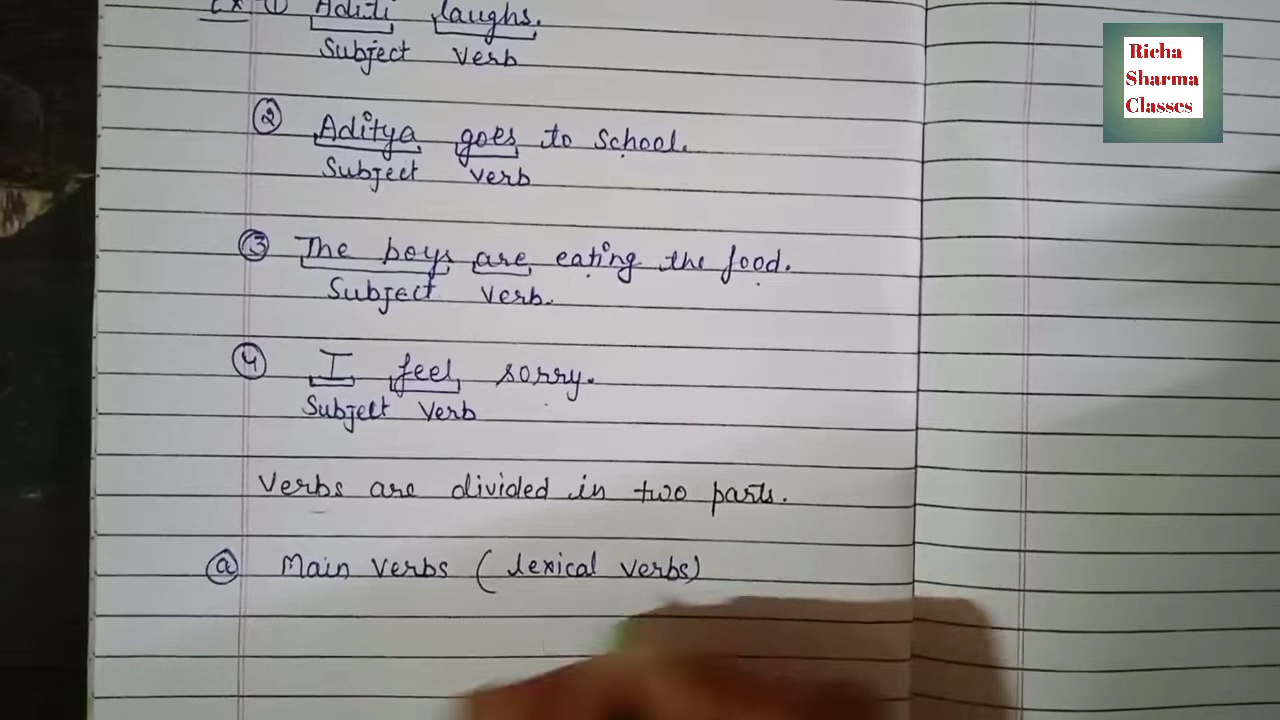 Ex ① Aditi laughs.
Subject verb
② Aditya goes to school.
Subject verb
③ The boys are eating the food.
Subject verb.
④ I feel sorry.
Subject verb
Verbs are divided in two parts.
ⓐ Main verbs (lexical verbs)
Richa
Sharma
Classes